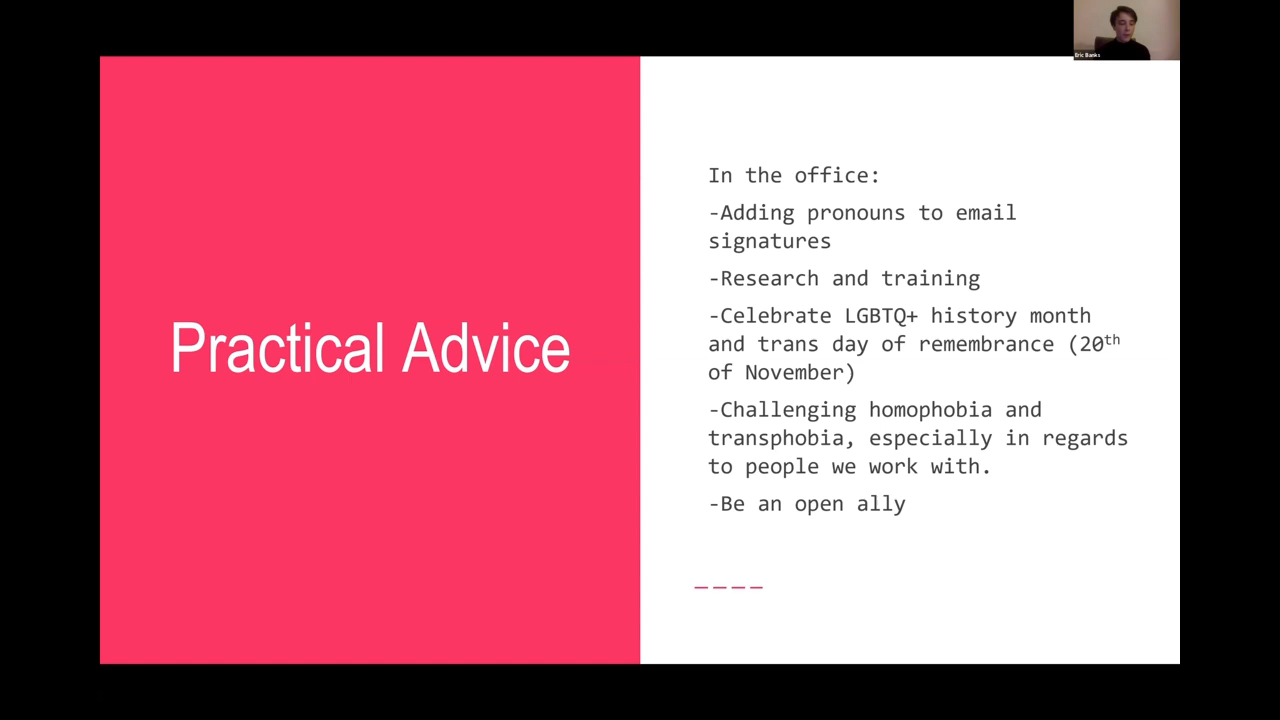 Eric Banks
Practical Advice
In the office:
-Adding pronouns to email
signatures
-Research and training
-Celebrate LGBTQ+ history month
and trans day of remembrance (20th
of November)
-Challenging homophobia and
transphobia, especially in regards
to people we work with.
-Be an open ally